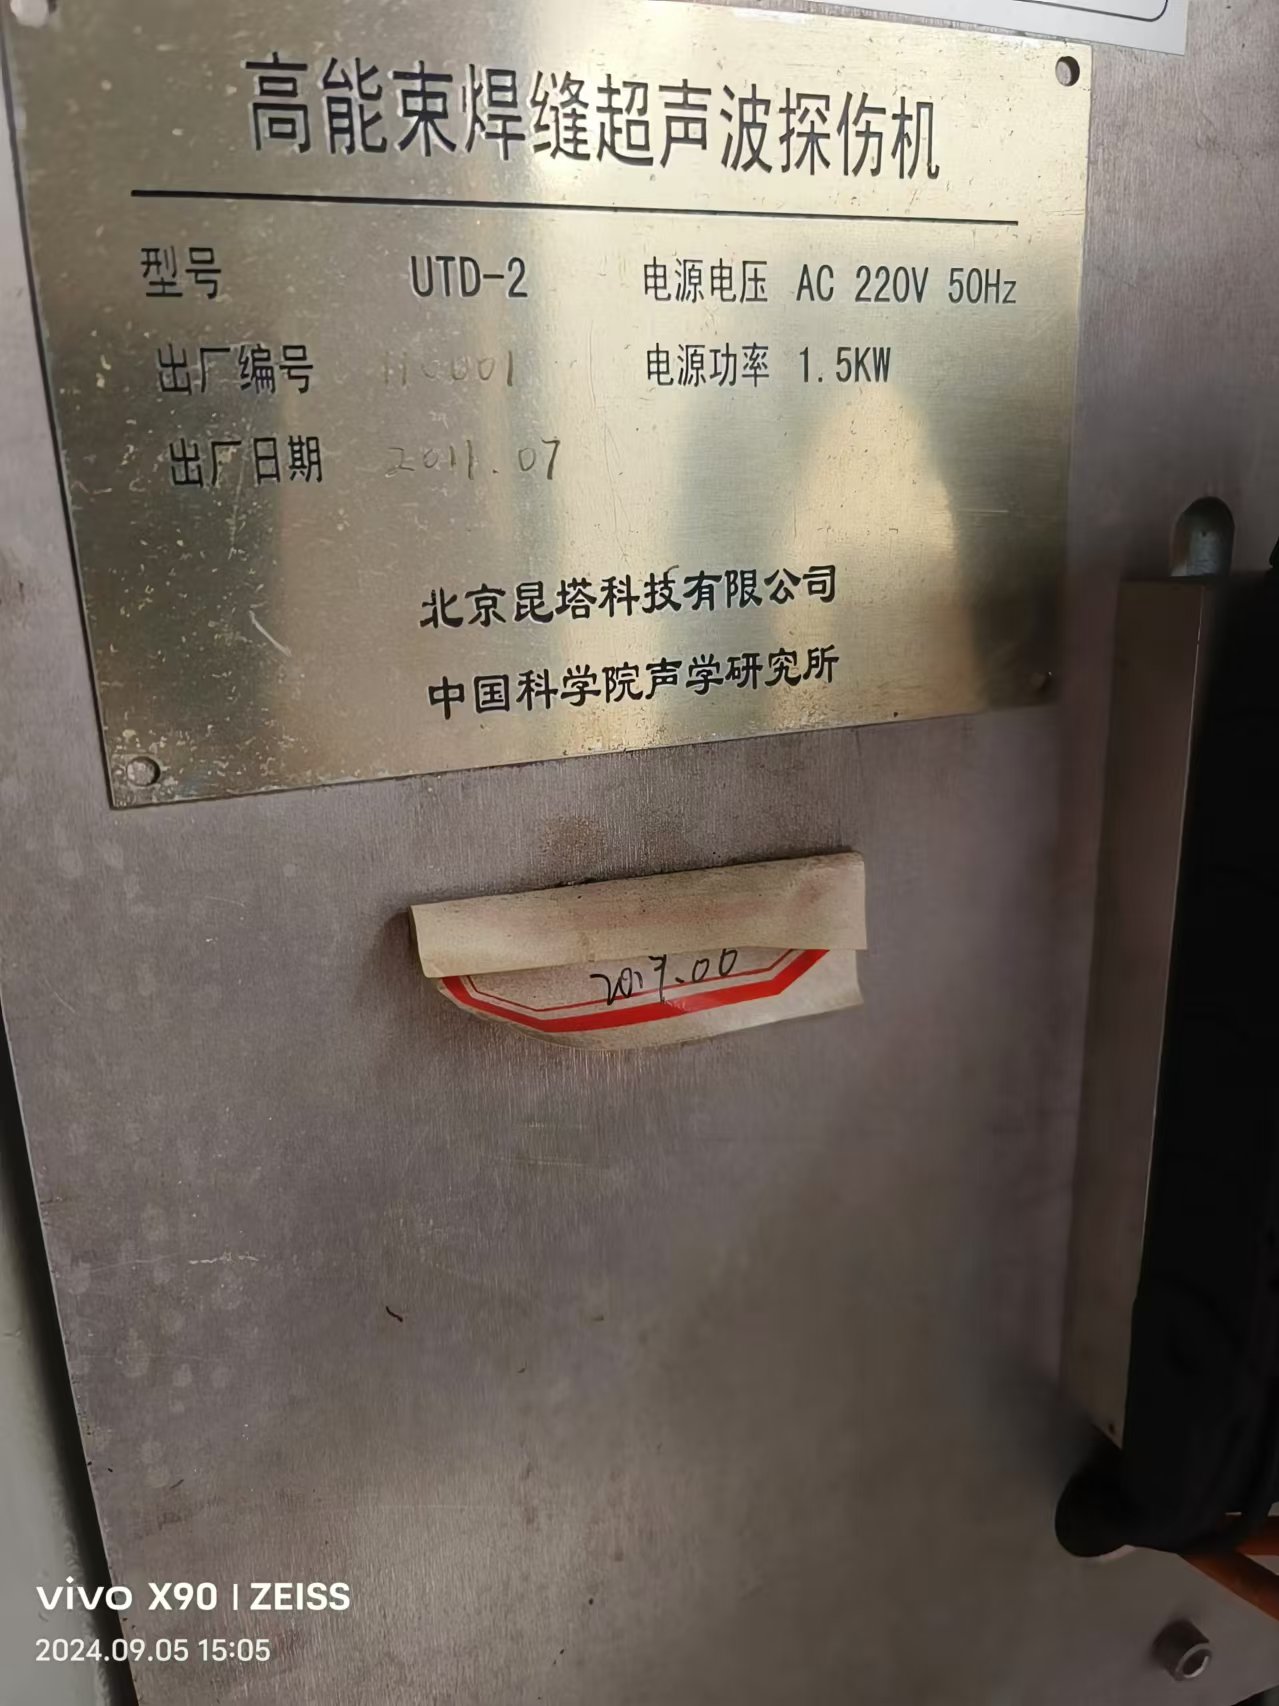 高能束焊缝超声波探伤机
型号 UTD-2 电源电压 AC 220V 50Hz
出厂编号 110001 电源功率 1.5KW
出厂日期 2011.07
北京昆塔科技有限公司
中国科学院声学研究所
2017.06
vivo X90 | ZEISS
2024.09.05 15:05